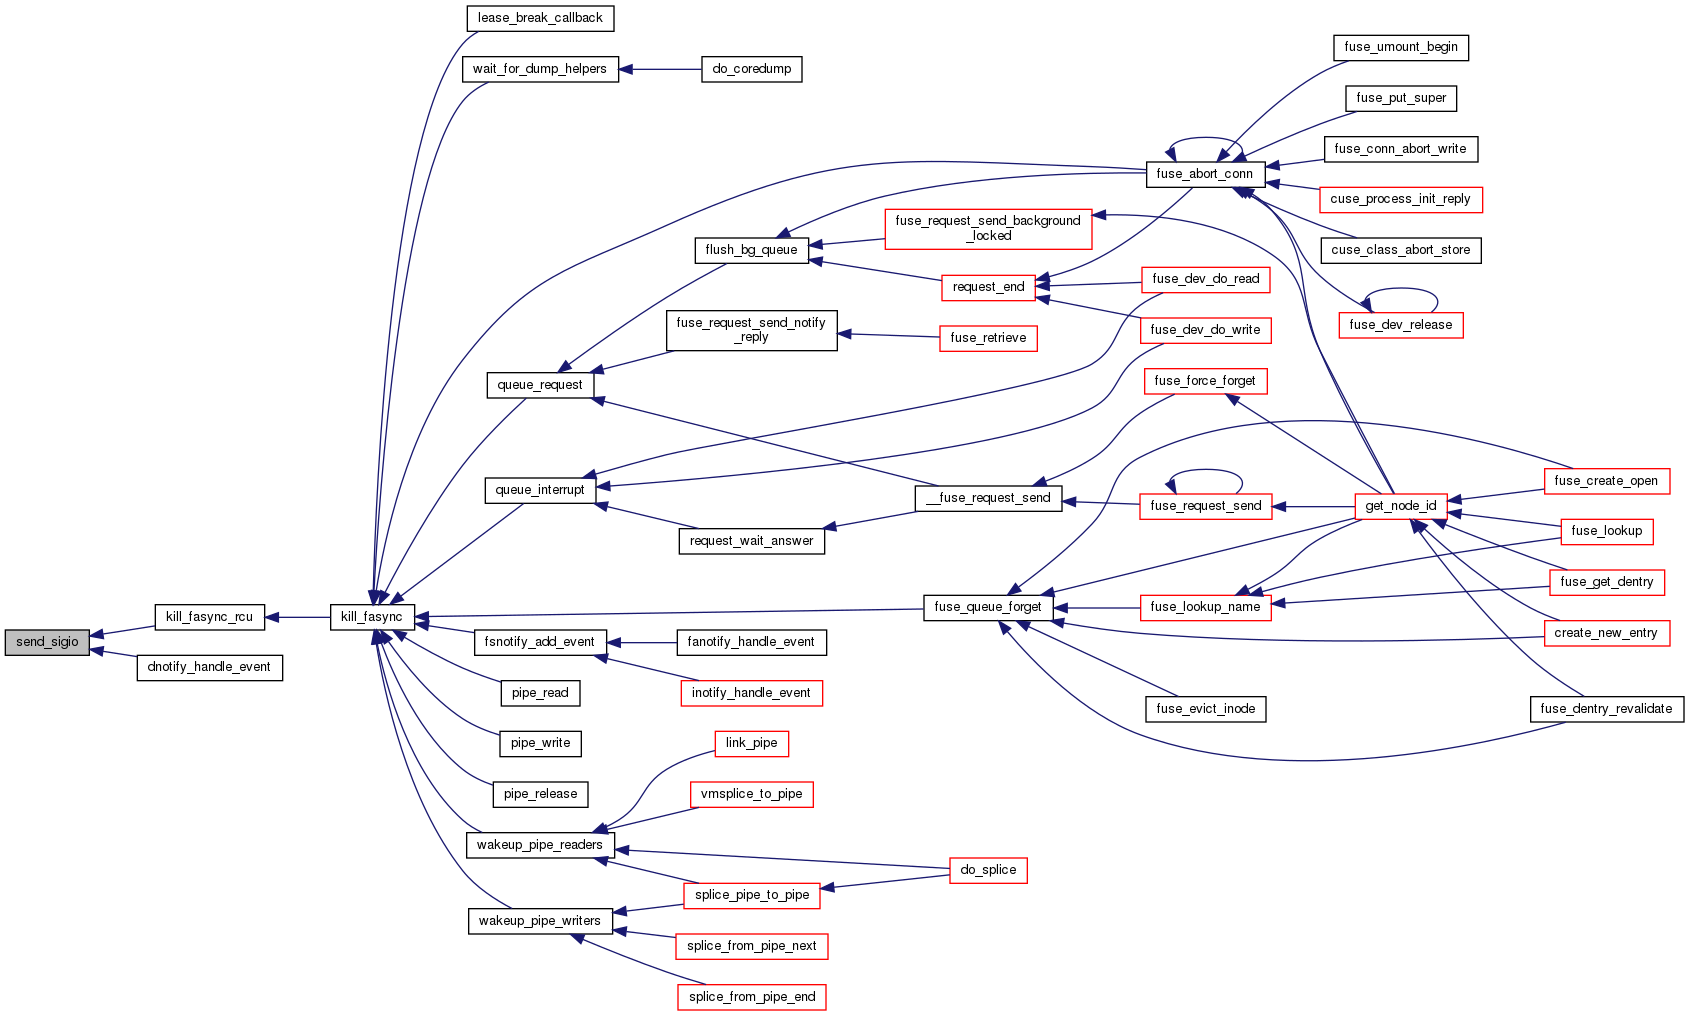 lease_break_callback
wait_for_dump_helpers
do_coredump
fuse_umount_begin
fuse_put_super
fuse_conn_abort_write
fuse_abort_conn
cuse_process_init_reply
fuse_request_send_background
_locked
flush_bg_queue
cuse_class_abort_store
request_end
fuse_dev_do_read
fuse_request_send_notify
_reply
fuse_dev_do_write
fuse_dev_release
fuse_retrieve
queue_request
fuse_force_forget
queue_interrupt
__fuse_request_send
fuse_request_send
get_node_id
fuse_create_open
request_wait_answer
fuse_lookup
fuse_get_dentry
kill_fasync_rcu
kill_fasync
fuse_queue_forget
fuse_lookup_name
send_sigio
fsnotify_add_event
fanotify_handle_event
create_new_entry
dnotify_handle_event
pipe_read
inotify_handle_event
fuse_evict_inode
fuse_dentry_revalidate
pipe_write
link_pipe
pipe_release
vmsplice_to_pipe
wakeup_pipe_readers
do_splice
splice_pipe_to_pipe
wakeup_pipe_writers
splice_from_pipe_next
splice_from_pipe_end